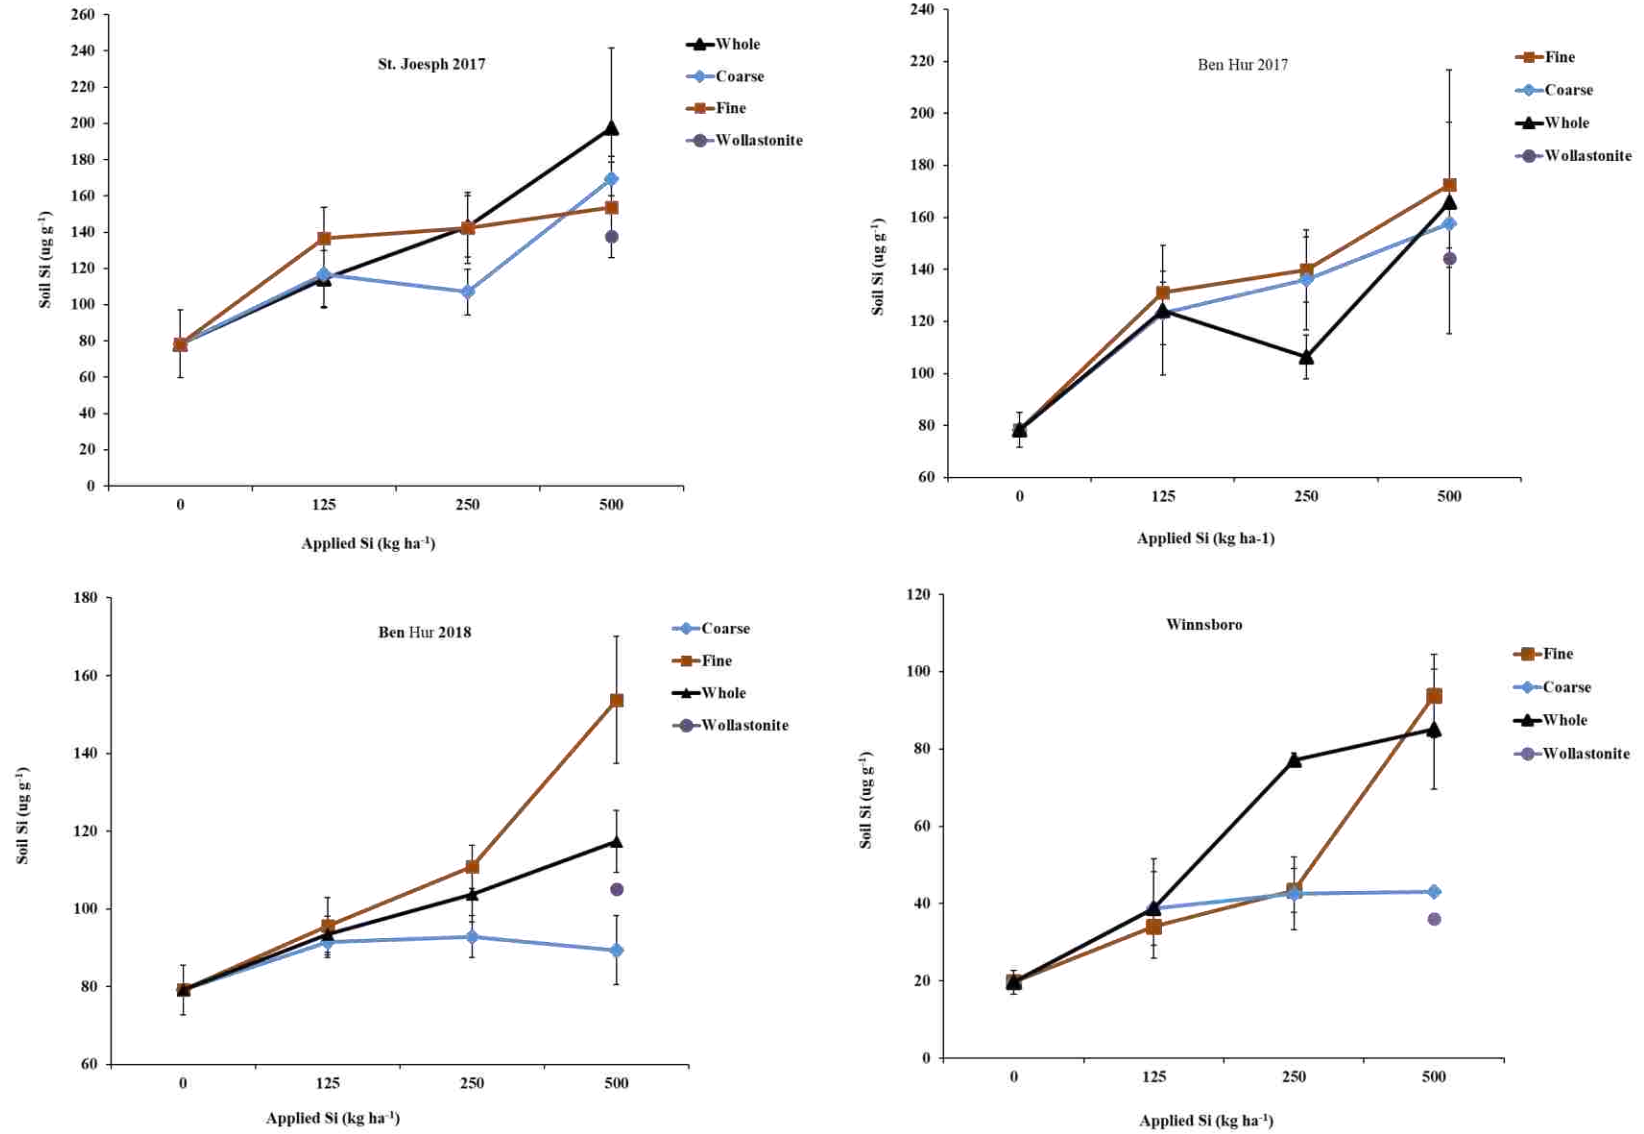 St. Joesph 2017
260
240
220
200
180
160
140
120
100
80
60
40
20
0
Soil Si (ug g⁻¹)
0 125 250 500
Applied Si (kg ha⁻¹)
Whole
Coarse
Fine
Wollastonite
Ben Hur 2017
240
220
200
180
160
140
120
100
80
60
Soil Si (ug g⁻¹)
0 125 250 500
Applied Si (kg ha-1)
Fine
Coarse
Whole
Wollastonite
Ben Hur 2018
180
160
140
120
100
80
60
Soil Si (ug g⁻¹)
0 125 250 500
Applied Si (kg ha⁻¹)
Coarse
Fine
Whole
Wollastonite
Winnsboro
120
100
80
60
40
20
0
Soil Si (ug g⁻¹)
0 125 250 500
Applied Si (kg ha⁻¹)
Fine
Coarse
Whole
Wollastonite